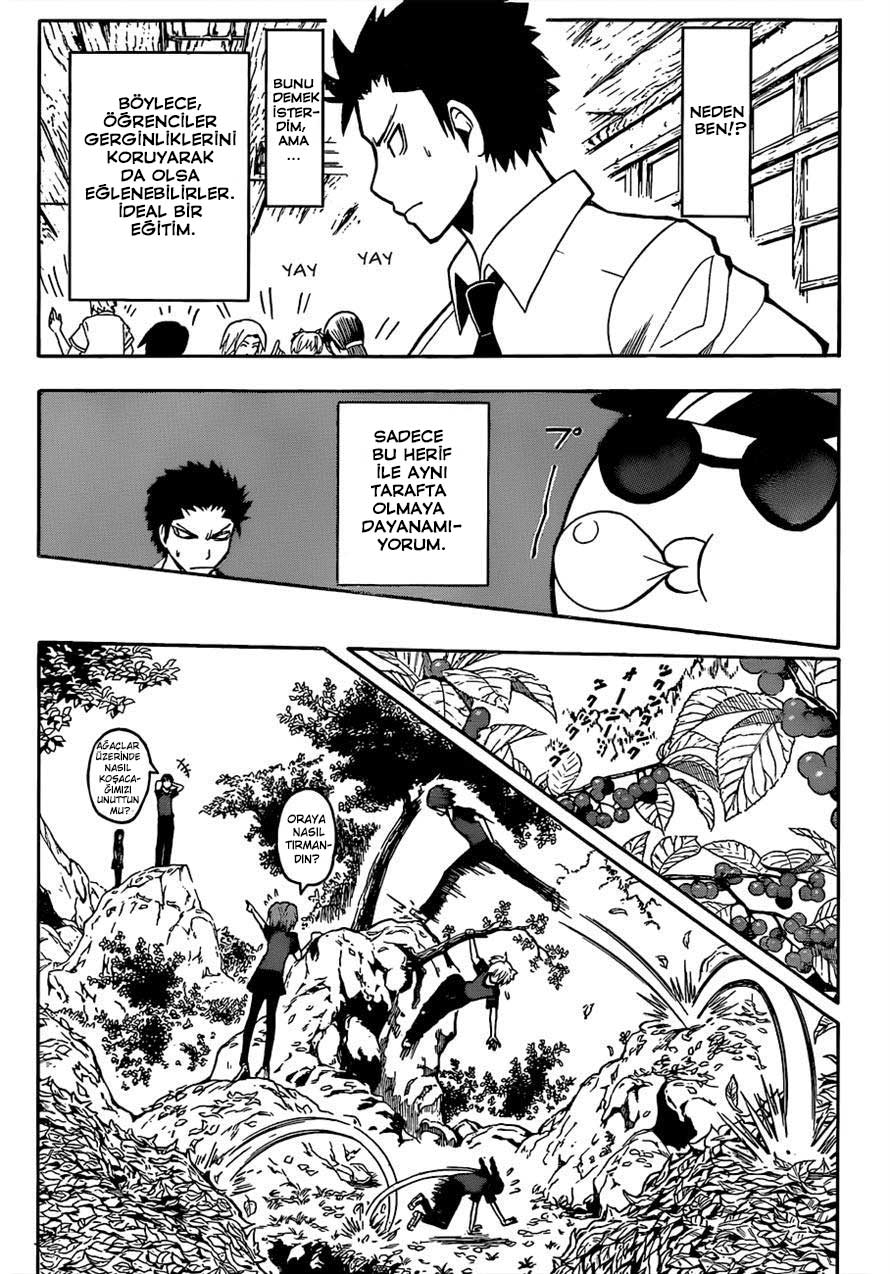 NEDEN
BEN!?
BUNU
DEMEK
İSTER-
DİM,
AMA
...
BÖYLECE,
ÖĞRENCİLER
GERGİNLİKLERİNİ
KORUYARAK
DA OLSA
EĞLENEBİLİRLER.
İDEAL BİR
EĞİTİM.
YAY
YAY
プ
SADECE
BU HERİF
İLE AYNI
TARAFTA
OLMAYA
DAYANAMI-
YORUM.
ORAYA
NASIL
TIRMAN-
DIN?
AĞAÇLAR
ÜZERİNDE
NASIL
KOŞACA-
ĞIMIZI
UNUTTUN
MU?